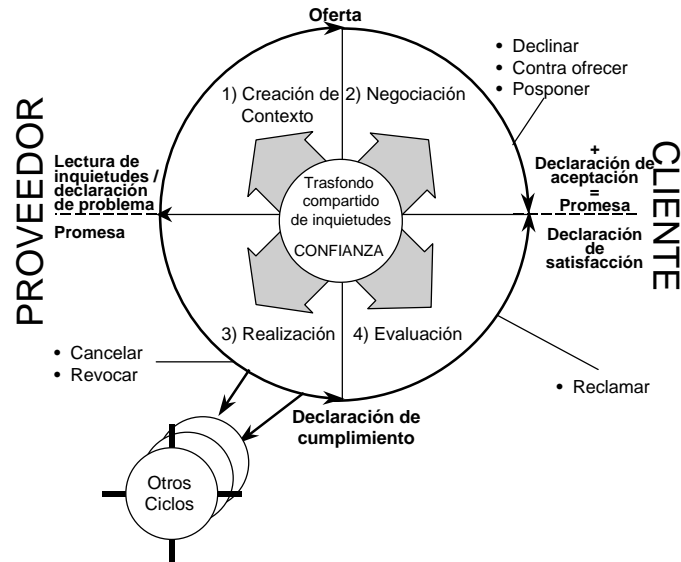 Oferta
• Declinar
• Contra ofrecer
• Posponer
1) Creación de
Contexto
2) Negociación
PROVEEDOR
Lectura de
inquietudes /
declaración
de problema
Promesa
Trasfondo
compartido
de inquietudes
CONFIANZA
+
Declaración de
aceptación
=
Promesa
Declaración
de
satisfacción
CLIENTE
3) Realización
4) Evaluación
• Cancelar
• Revocar
• Reclamar
Declaración de
cumplimiento
Otros
Ciclos